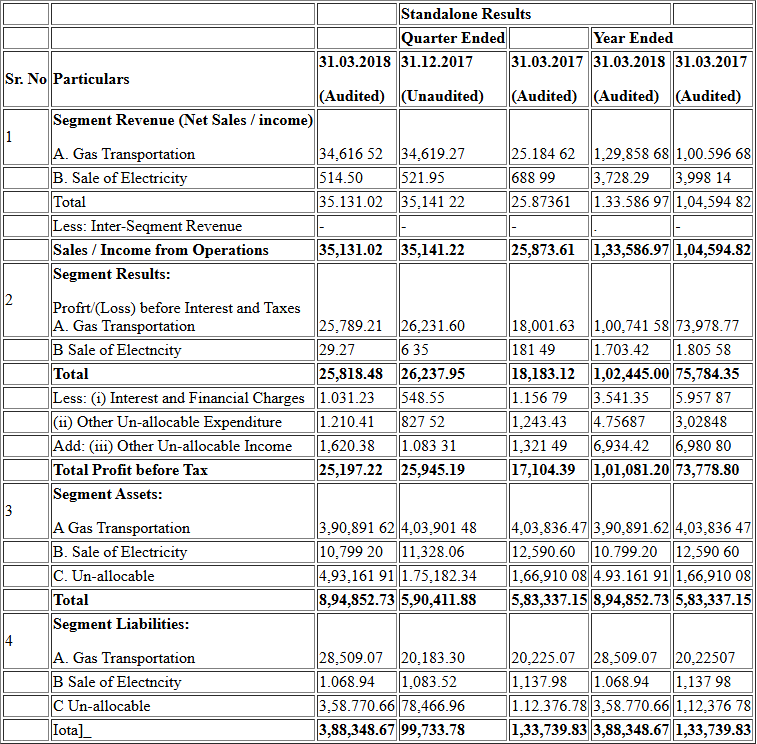 Standalone Results
Quarter Ended Year Ended
Sr. No Particulars 31.03.2018 (Audited) 31.12.2017 (Unaudited) 31.03.2017 (Audited) 31.03.2018 (Audited) 31.03.2017 (Audited)
1 Segment Revenue (Net Sales / income)
A. Gas Transportation 34,616 52 34,619.27 25.184 62 1,29,858 68 1,00.596 68
B. Sale of Electricity 514.50 521.95 688 99 3,728.29 3,998 14
Total 35.131.02 35,141 22 25.87361 1.33.586 97 1,04,594 82
Less: Inter-Seqment Revenue - - - . -
Sales / Income from Operations 35,131.02 35,141.22 25,873.61 1,33,586.97 1,04,594.82
2 Segment Results:
Profrt/(Loss) before Interest and Taxes
A. Gas Transportation 25,789.21 26,231.60 18,001.63 1,00,741 58 73,978.77
B Sale of Electncity 29.27 6 35 181 49 1.703.42 1.805 58
Total 25,818.48 26,237.95 18,183.12 1,02,445.00 75,784.35
Less: (i) Interest and Financial Charges 1.031.23 548.55 1.156 79 3.541.35 5.957 87
(ii) Other Un-allocable Expenditure 1.210.41 827 52 1,243.43 4.75687 3,02848
Add: (iii) Other Un-allocable Income 1,620.38 1.083 31 1,321 49 6,934.42 6,980 80
Total Profit before Tax 25,197.22 25,945.19 17,104.39 1,01,081.20 73,778.80
3 Segment Assets:
A Gas Transportation 3,90,891 62 4,03,901 48 4,03,836.47 3,90,891.62 4,03,836 47
B. Sale of Electricity 10,799 20 11,328.06 12,590.60 10.799.20 12,590 60
C. Un-allocable 4,93,161 91 1.75,182.34 1,66,910 08 4.93.161 91 1,66,910 08
Total 8,94,852.73 5,90,411.88 5,83,337.15 8,94,852.73 5,83,337.15
4 Segment Liabilities:
A. Gas Transportation 28,509.07 20,183.30 20,225.07 28,509.07 20,22507
B Sale of Electncity 1.068.94 1,083.52 1,137.98 1.068.94 1,137 98
C Un-allocable 3,58.770.66 78,466.96 1.12.376.78 3,58.770.66 1,12,376 78
Iota]_ 3,88,348.67 99,733.78 1,33,739.83 3,88,348.67 1,33,739.83